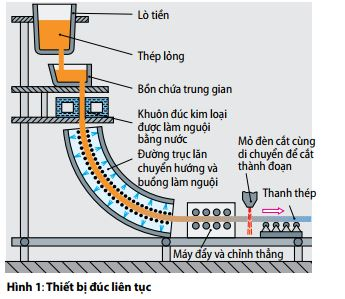 Lò tiền
Thép lỏng
Bồn chứa trung gian
Khuôn đúc kim loại
được làm nguội
bằng nước
Đường trục lăn
chuyển hướng và
buồng làm nguội
Mỏ đèn cắt cùng
di chuyển để cắt
thành đoạn
Thanh thép
Máy đẩy và chỉnh thẳng
Hình 1: Thiết bị đúc liên tục